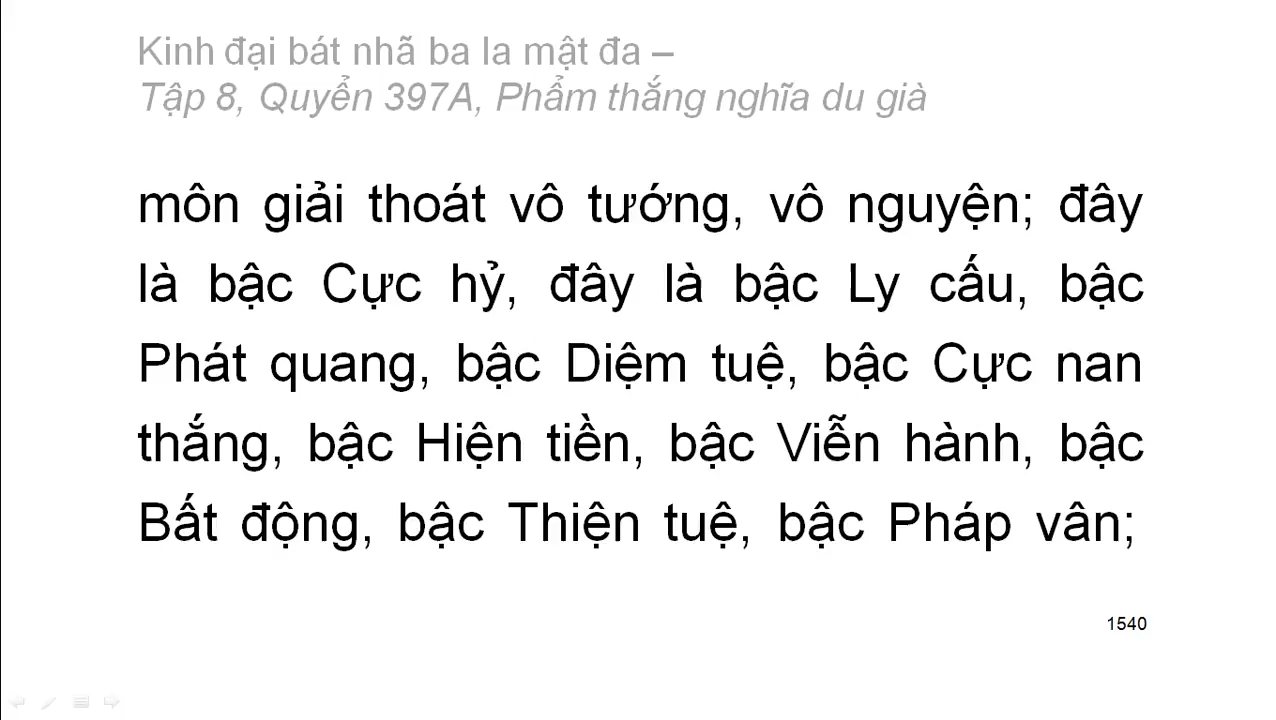 Kinh đại bát nhã ba la mật đa –
Tập 8, Quyển 397A, Phẩm thắng nghĩa du già
môn giải thoát vô tướng, vô nguyện; đây
là bậc Cực hỷ, đây là bậc Ly cấu, bậc
Phát quang, bậc Diệm tuệ, bậc Cực nan
thắng, bậc Hiện tiền, bậc Viễn hành, bậc
Bất động, bậc Thiện tuệ, bậc Pháp vân;
1540